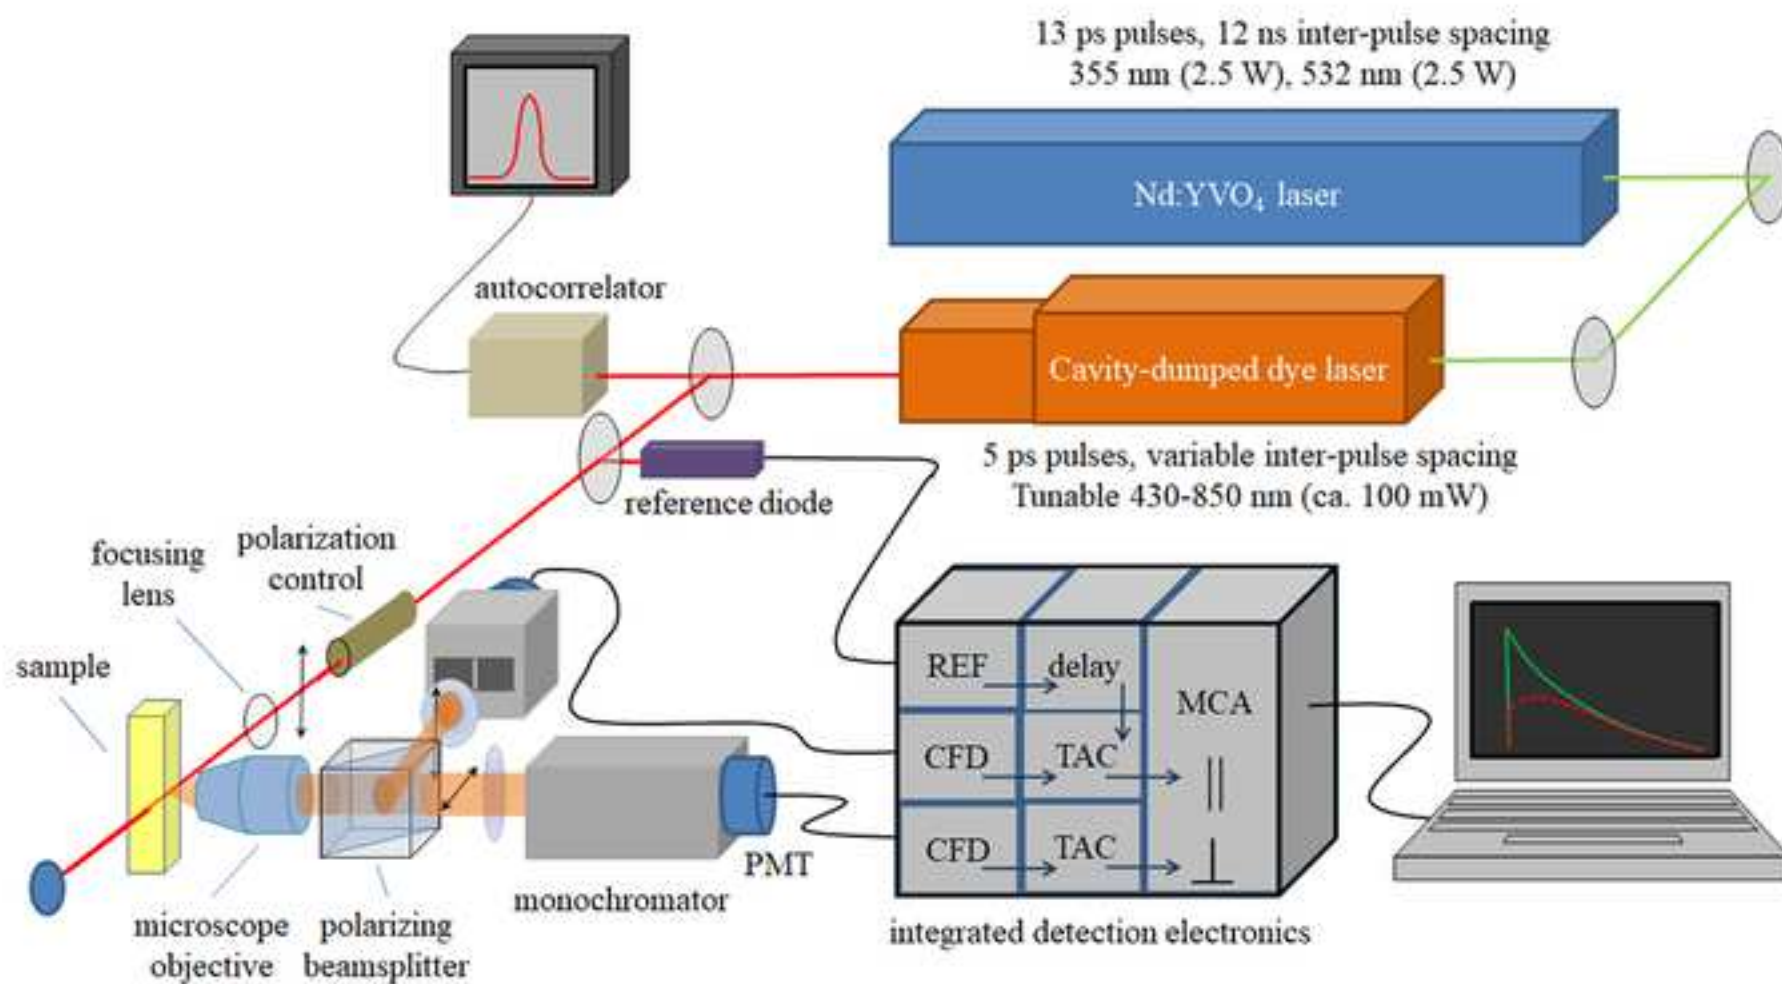 13 ps pulses, 12 ns inter-pulse spacing
355 nm (2.5 W), 532 nm (2.5 W)
Nd:YVO₄ laser
autocorrelator
Cavity-dumped dye laser
5 ps pulses, variable inter-pulse spacing
Tunable 430-850 nm (ca. 100 mW)
reference diode
polarization
control
focusing
lens
sample
REF
delay
MCA
CFD
TAC
CFD
TAC
PMT
monochromator
microscope
objective
polarizing
beamsplitter
integrated detection electronics